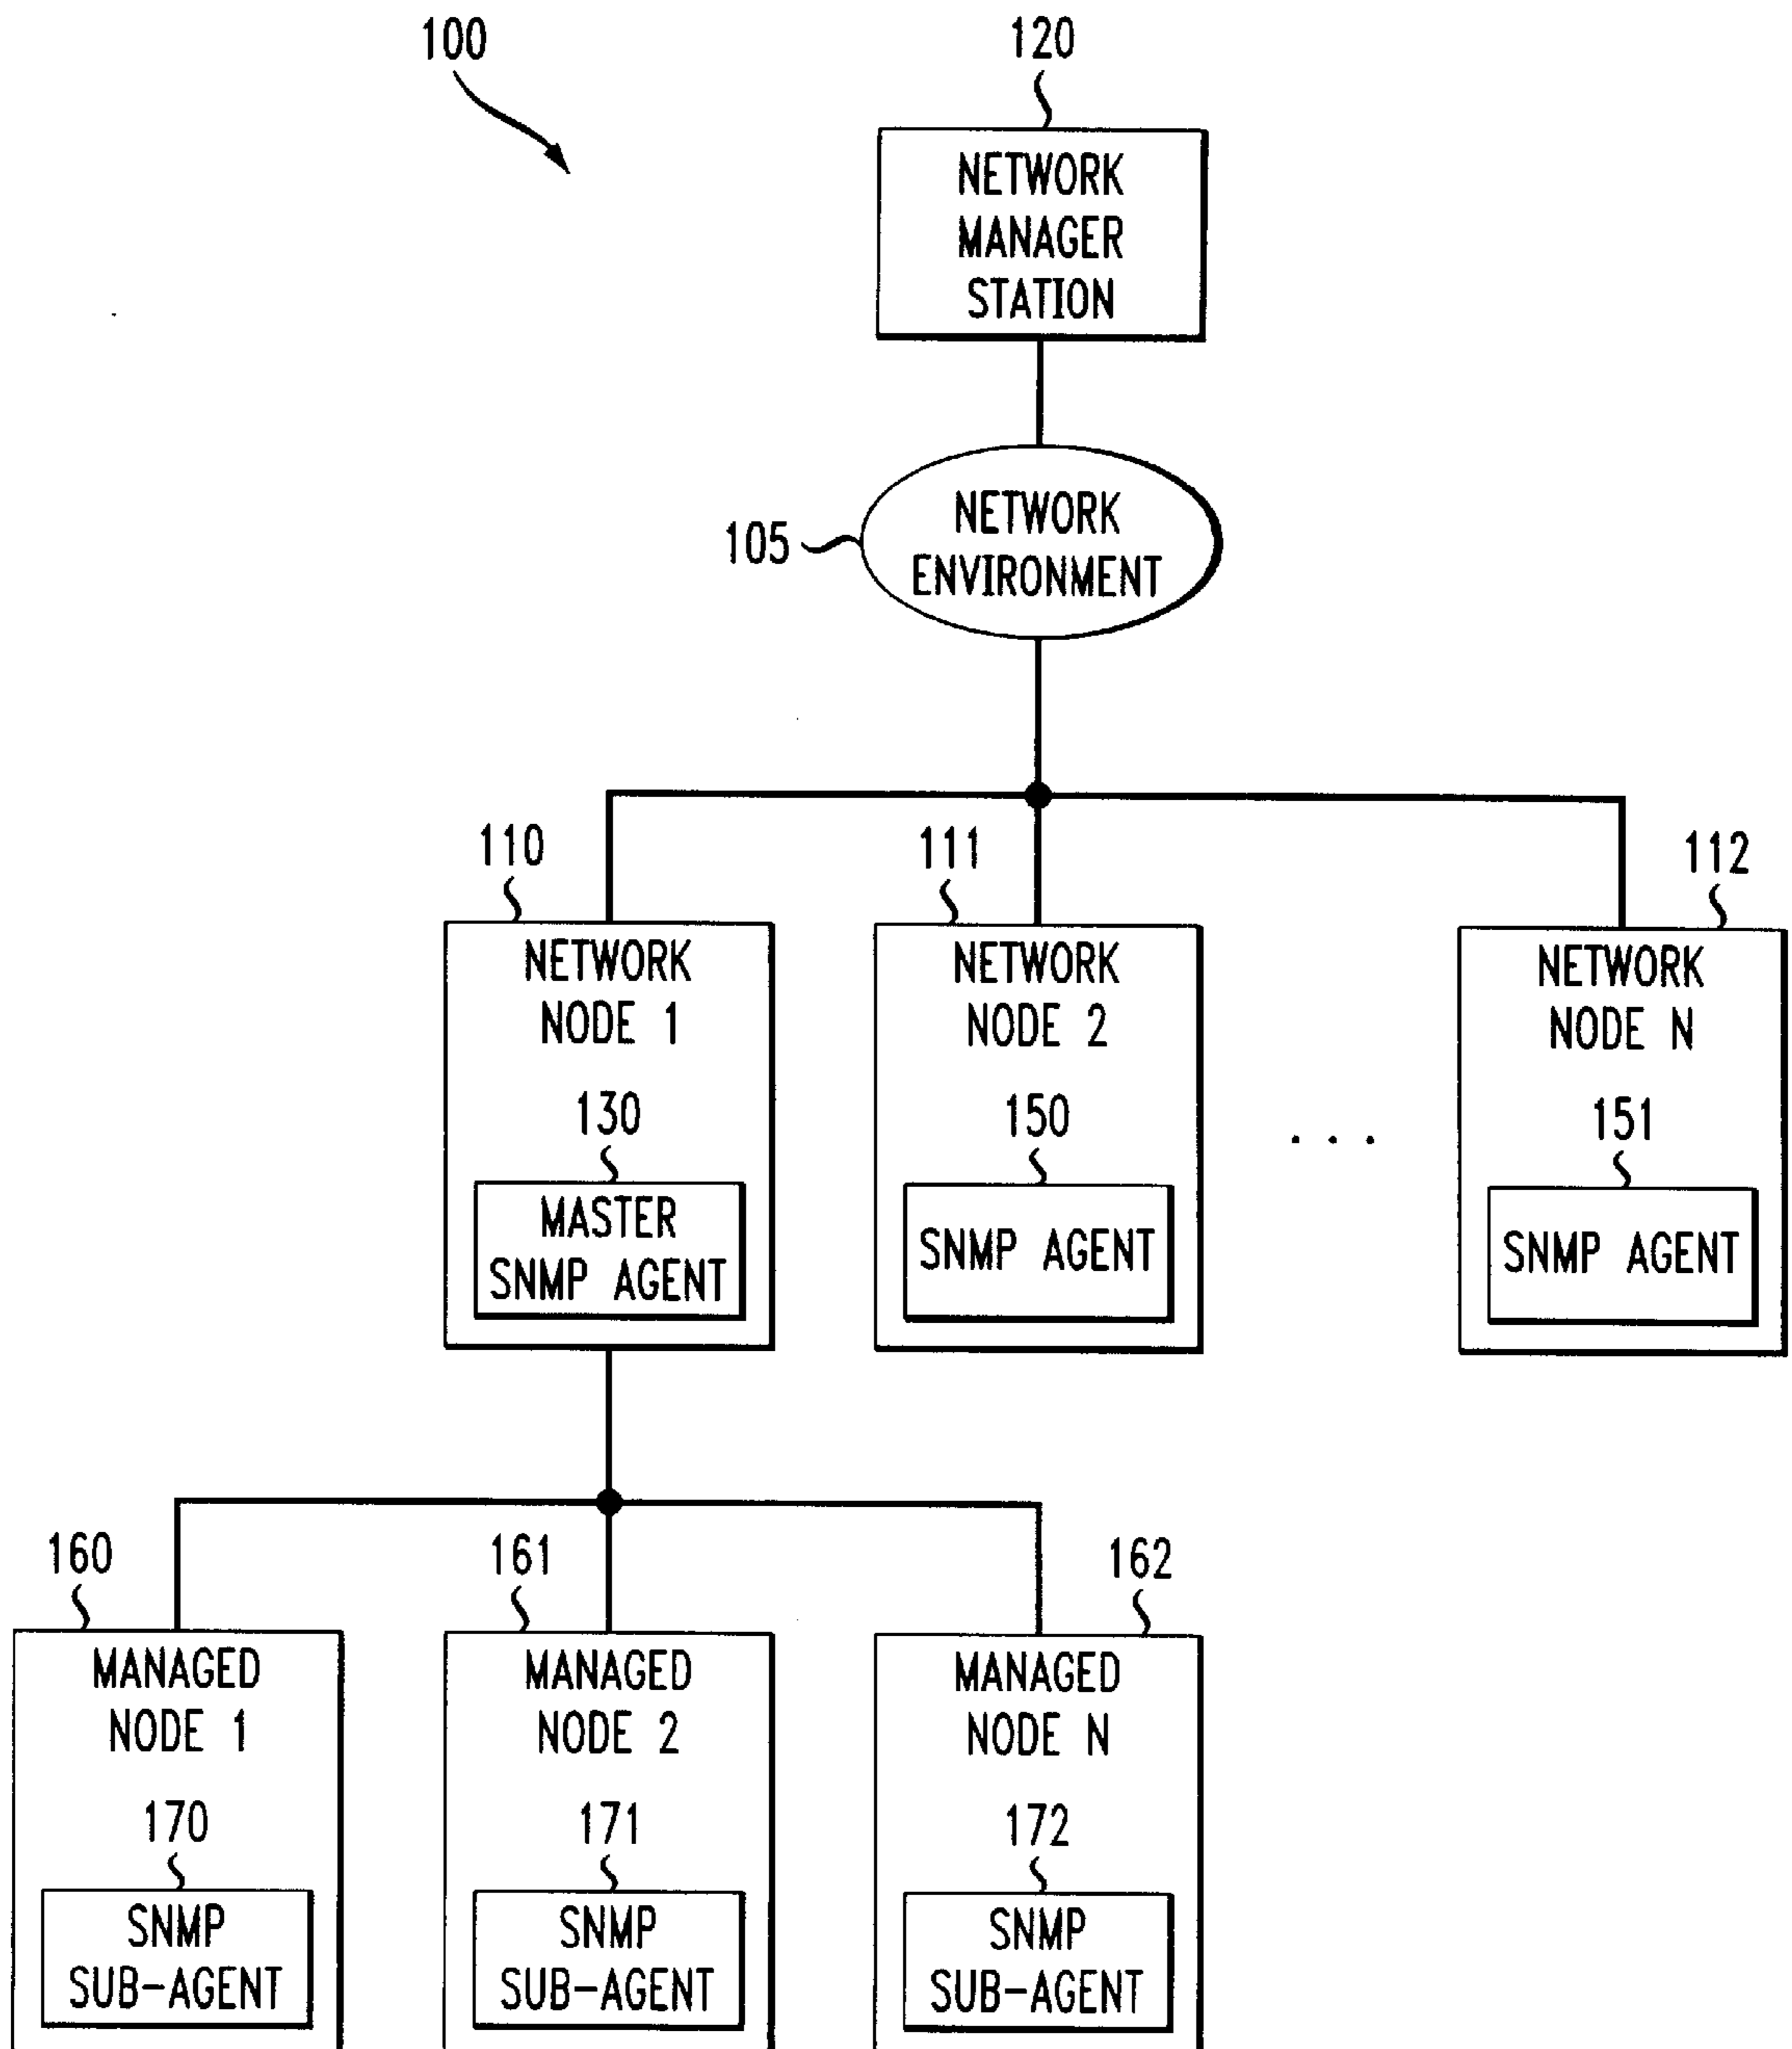 100
120
NETWORK
MANAGER
STATION
105
NETWORK
ENVIRONMENT
110
111
112
NETWORK
NODE 1
NETWORK
NODE 2
NETWORK
NODE N
130
150
151
MASTER
SNMP AGENT
SNMP AGENT
. . .
SNMP AGENT
160
161
162
MANAGED
NODE 1
MANAGED
NODE 2
MANAGED
NODE N
170
171
172
SNMP
SUB-AGENT
SNMP
SUB-AGENT
SNMP
SUB-AGENT